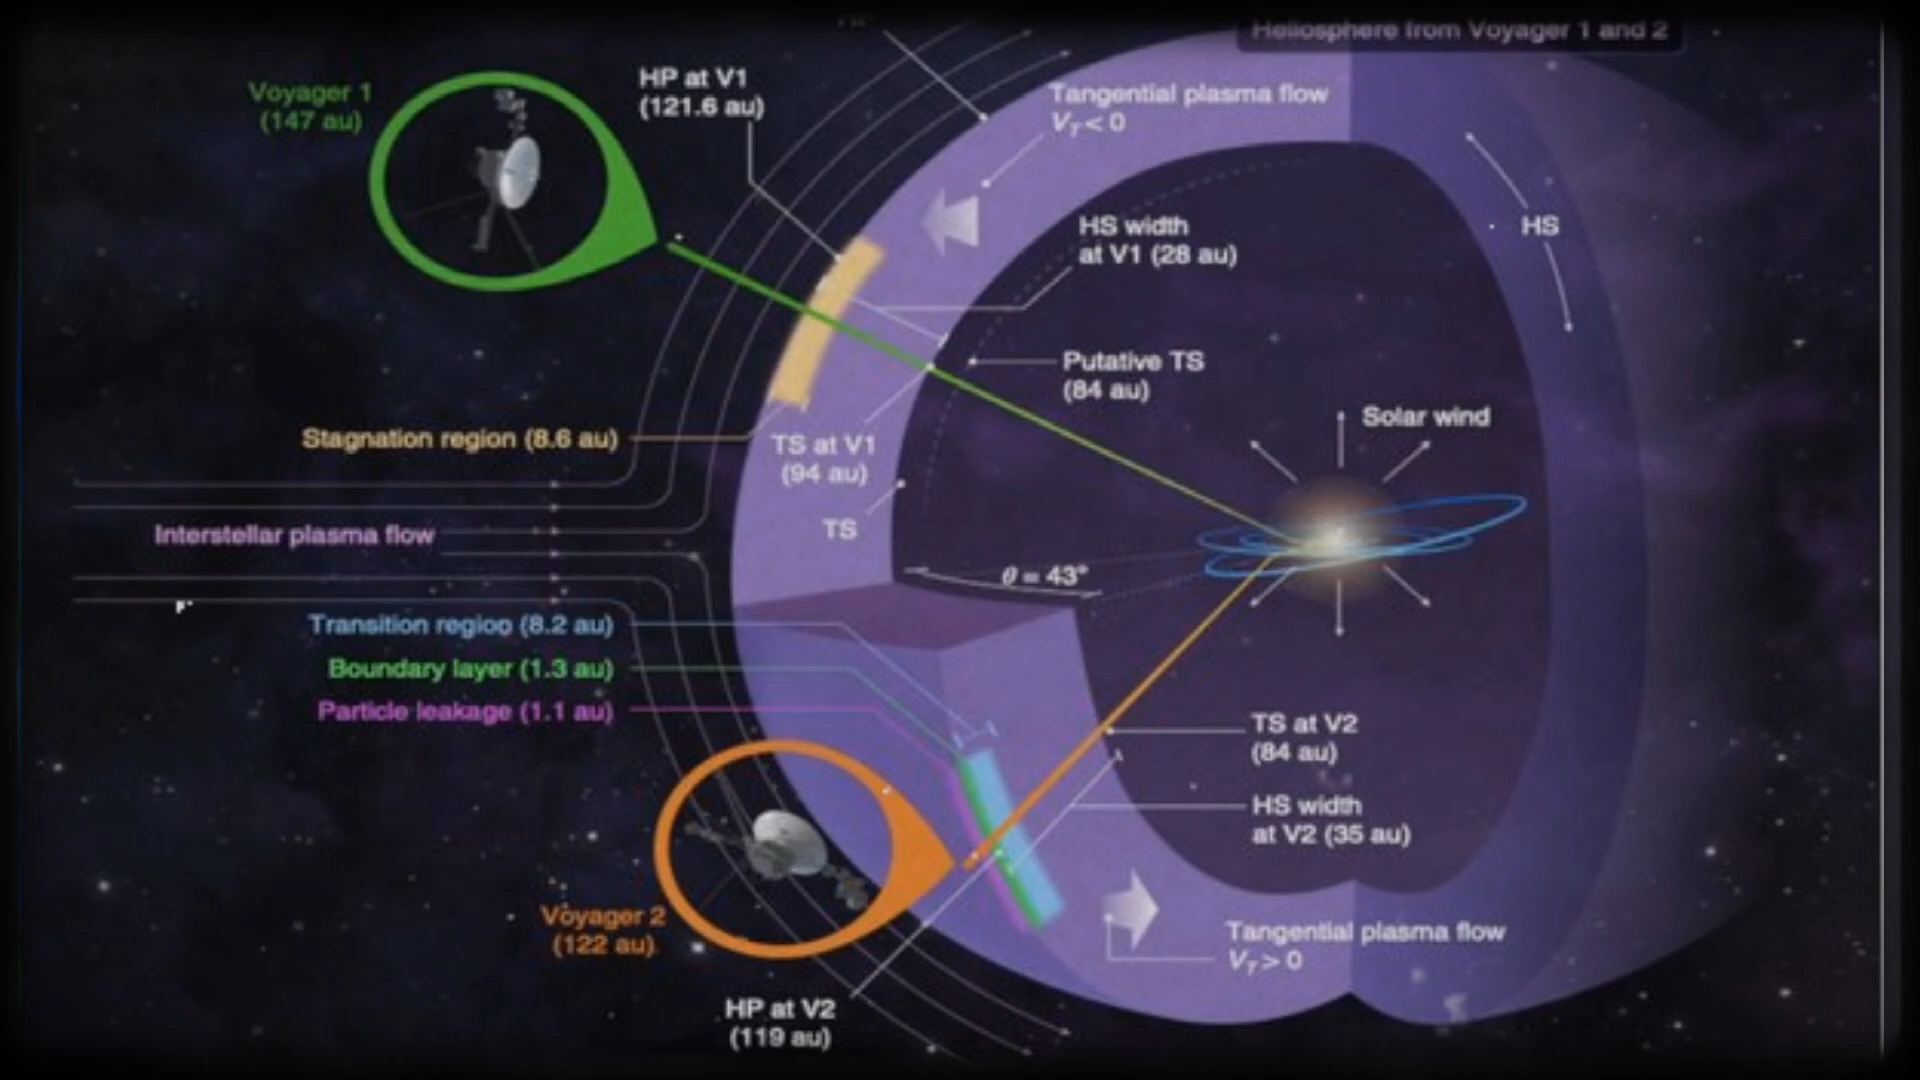 Heliosphere from Voyager 1 and 2
Voyager 1
(147 au)
HP at V1
(121.6 au)
Tangential plasma flow
V_T < 0
HS width
at V1 (28 au)
HS
Putative TS
(84 au)
Solar wind
Stagnation region (8.6 au)
TS at V1
(94 au)
TS
Interstellar plasma flow
θ = 43°
Transition region (8.2 au)
Boundary layer (1.3 au)
Particle leakage (1.1 au)
TS at V2
(84 au)
HS width
at V2 (35 au)
Voyager 2
(122 au)
Tangential plasma flow
V_T > 0
HP at V2
(119 au)